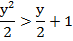 y²/2 > y/2 + 1